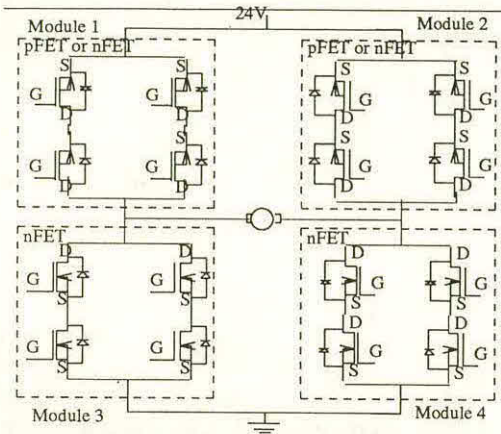 24V
Module 1
Module 2
pFET or nFET
pFET or nFET
S S S S
G G G G
D D D D
S S S
G G G G
D D D D
nFET
nFET
D D D D
G G G G
S S S S
D D
G G G G
S S S S
Module 3
Module 4